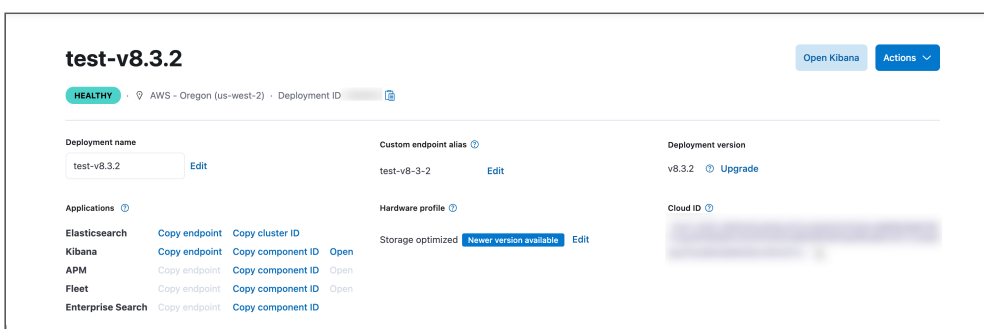 test-v8.3.2
Open Kibana
Actions
HEALTHY · AWS - Oregon (us-west-2) · Deployment ID
Deployment name
test-v8.3.2 Edit
Custom endpoint alias
test-v8-3-2 Edit
Deployment version
v8.3.2 Upgrade
Applications
Elasticsearch Copy endpoint Copy cluster ID
Kibana Copy endpoint Copy component ID Open
APM Copy endpoint Copy component ID Open
Fleet Copy endpoint Copy component ID Open
Enterprise Search Copy endpoint Copy component ID
Hardware profile
Storage optimized Newer version available Edit
Cloud ID